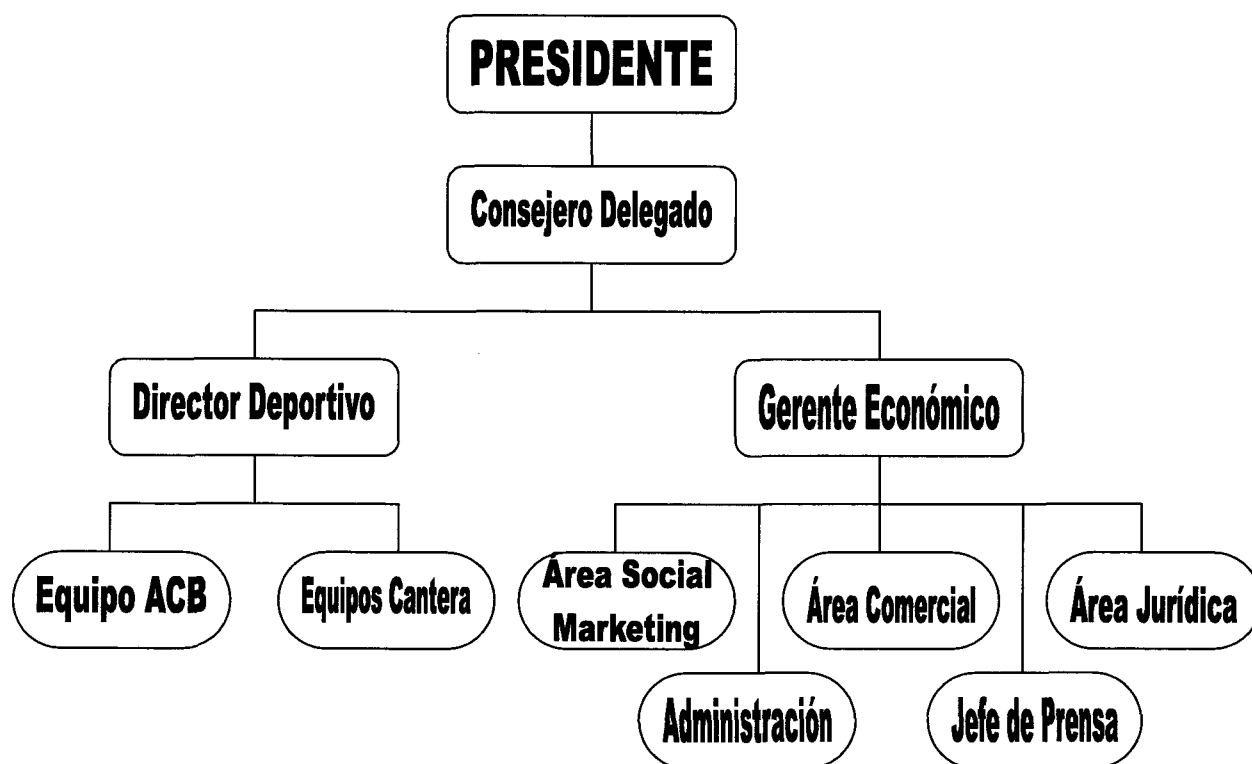 PRESIDENTE
Consejero Delegado
Director Deportivo
Gerente Económico
Equipo ACB
Equipos Cantera
Área Social
Marketing
Área Comercial
Área Jurídica
Administración
Jefe de Prensa